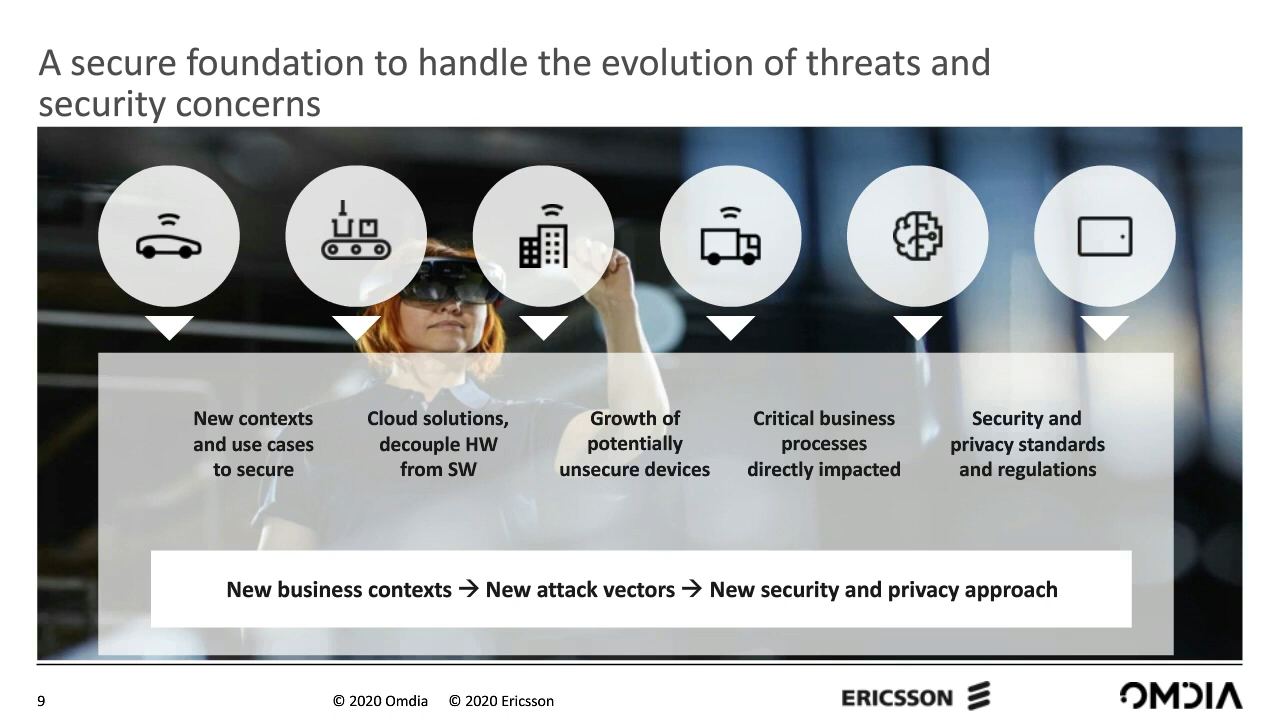 A secure foundation to handle the evolution of threats and
security concerns
New contexts
and use cases
to secure
Cloud solutions,
decouple HW
from SW
Growth of
potentially
unsecure devices
Critical business
processes
directly impacted
Security and
privacy standards
and regulations
New business contexts → New attack vectors → New security and privacy approach
9
© 2020 Omdia © 2020 Ericsson
ERICSSON
OMDIA